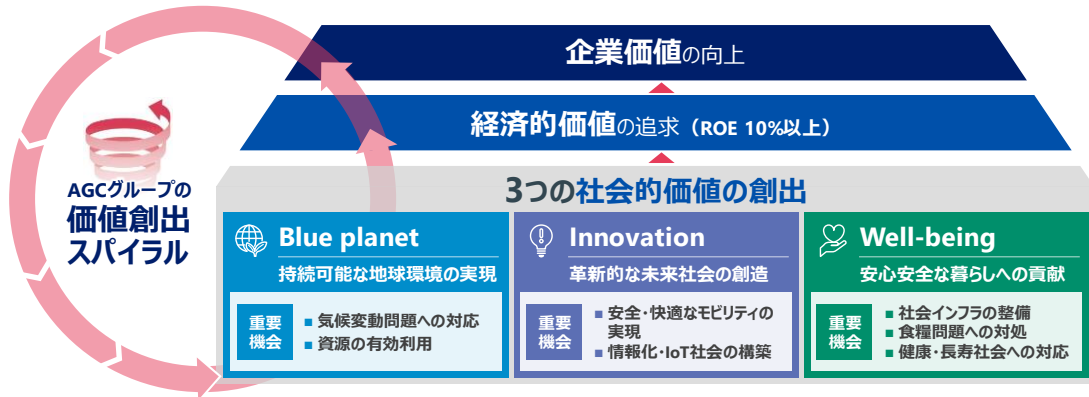 企業価値の向上
経済的価値の追求（ROE 10%以上）
AGCグループの
価値創出
スパイラル
3つの社会的価値の創出
Blue planet
持続可能な地球環境の実現
重要
機会
■ 気候変動問題への対応
■ 資源の有効利用
Innovation
革新的な未来社会の創造
重要
機会
■ 安全・快適なモビリティの
実現
■ 情報化・IoT社会の構築
Well-being
安心安全な暮らしへの貢献
重要
機会
■ 社会インフラの整備
■ 食糧問題への対処
■ 健康・長寿社会への対応